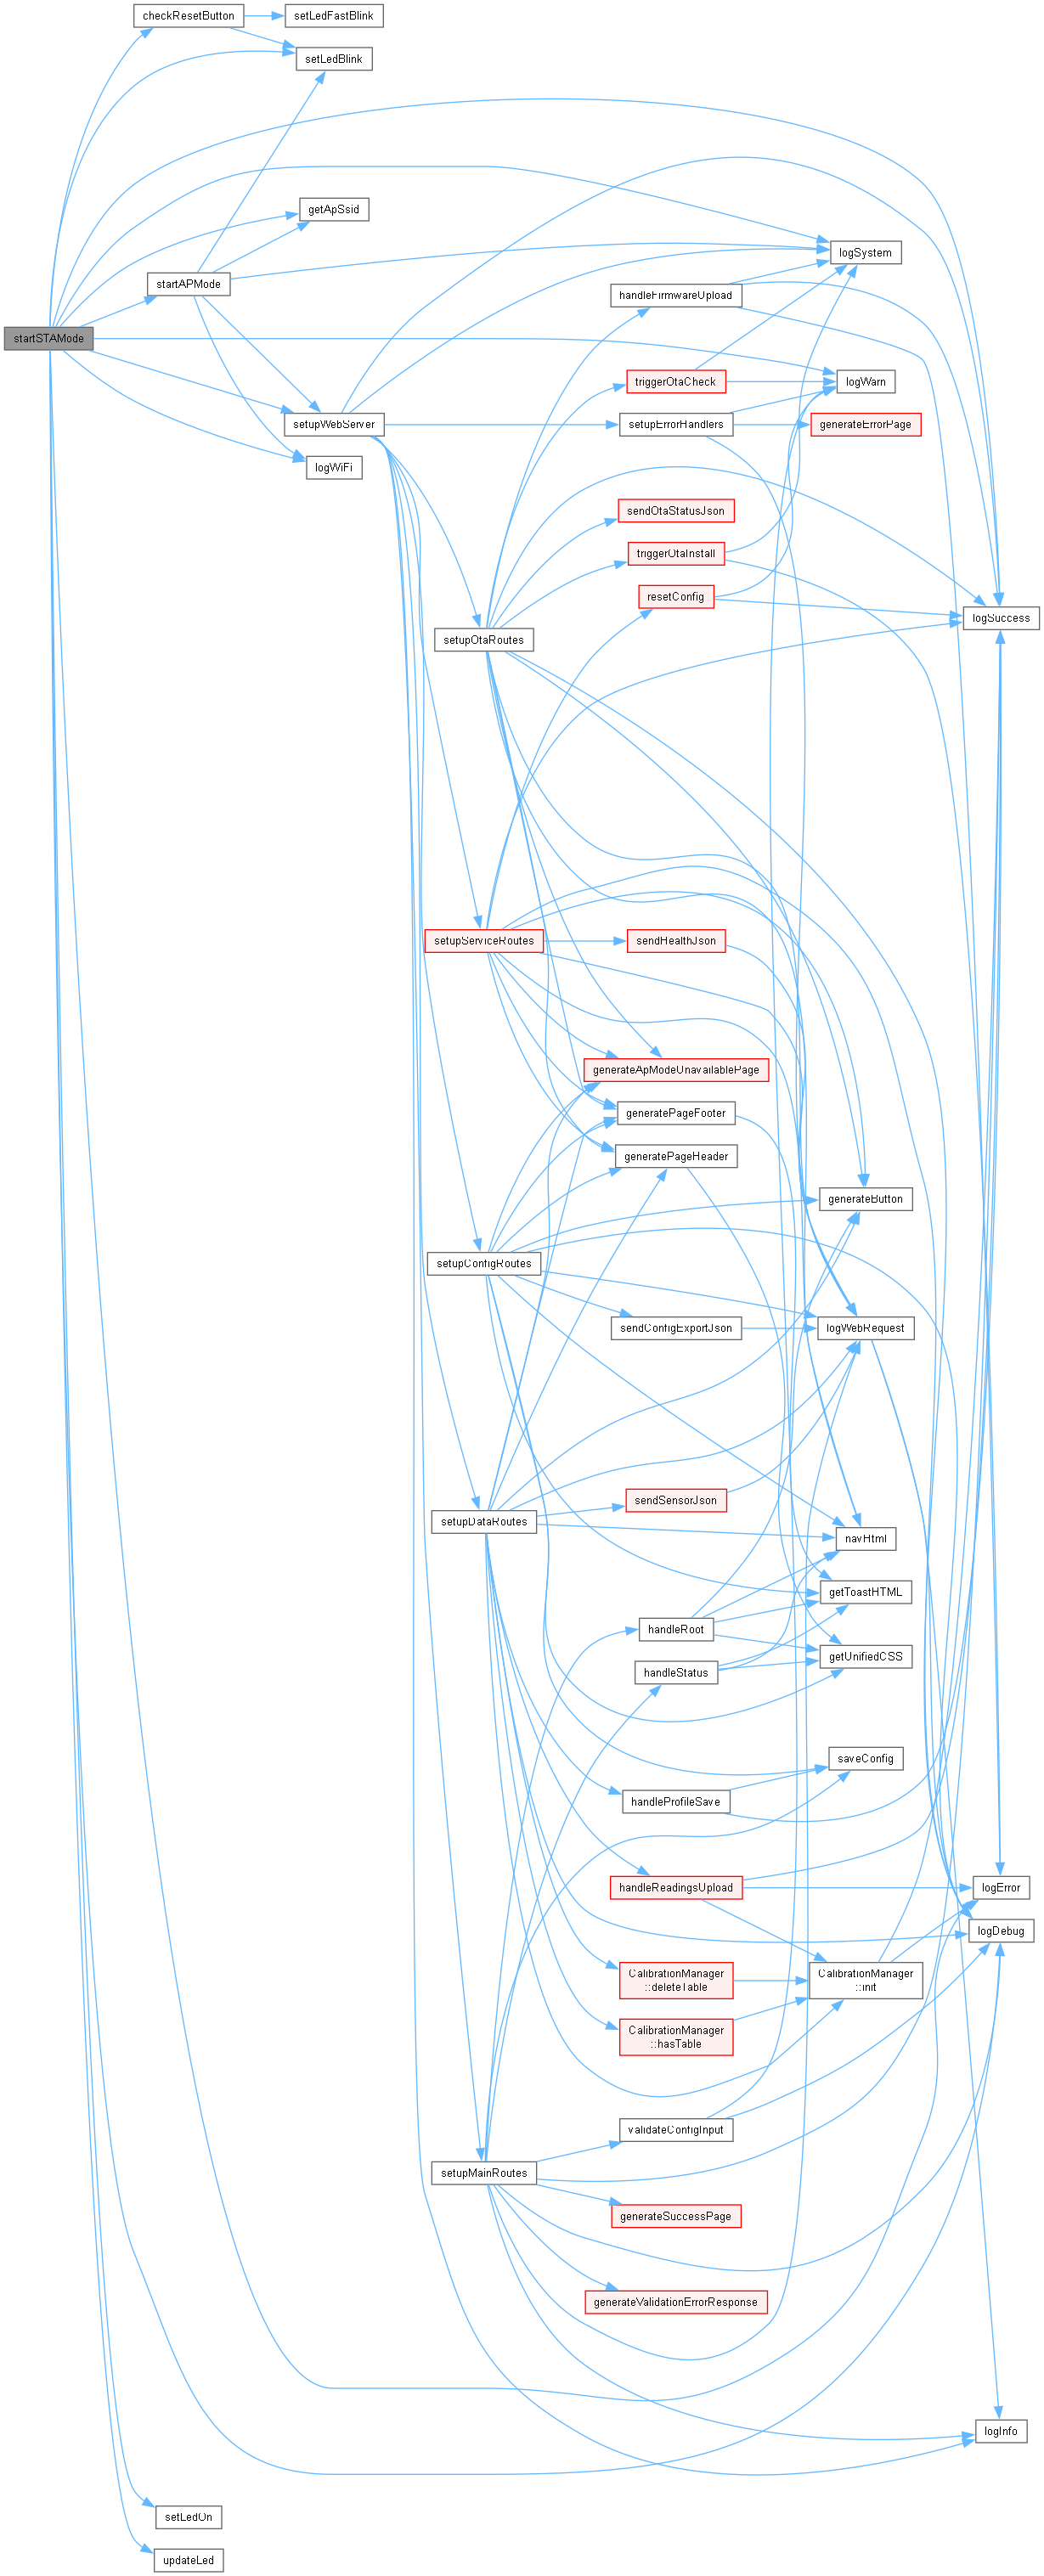 checkResetButton
setLedFastBlink
setLedBlink
getApSsid
logSystem
startAPMode
handleFirmwareUpload
startSTAMode
triggerOtaCheck
logWarn
setupWebServer
setupErrorHandlers
generateErrorPage
logWiFi
sendOtaStatusJson
triggerOtaInstall
resetConfig
logSuccess
setupOtaRoutes
setupServiceRoutes
sendHealthJson
generateApModeUnavailablePage
generatePageFooter
generatePageHeader
generateButton
setupConfigRoutes
sendConfigExportJson
logWebRequest
sendSensorJson
setupDataRoutes
navHtml
getToastHTML
handleRoot
getUnifiedCSS
handleStatus
saveConfig
handleProfileSave
handleReadingsUpload
logError
logDebug
CalibrationManager
::deleteTable
CalibrationManager
::init
CalibrationManager
::hasTable
validateConfigInput
setupMainRoutes
generateSuccessPage
generateValidationErrorResponse
logInfo
setLedOn
updateLed